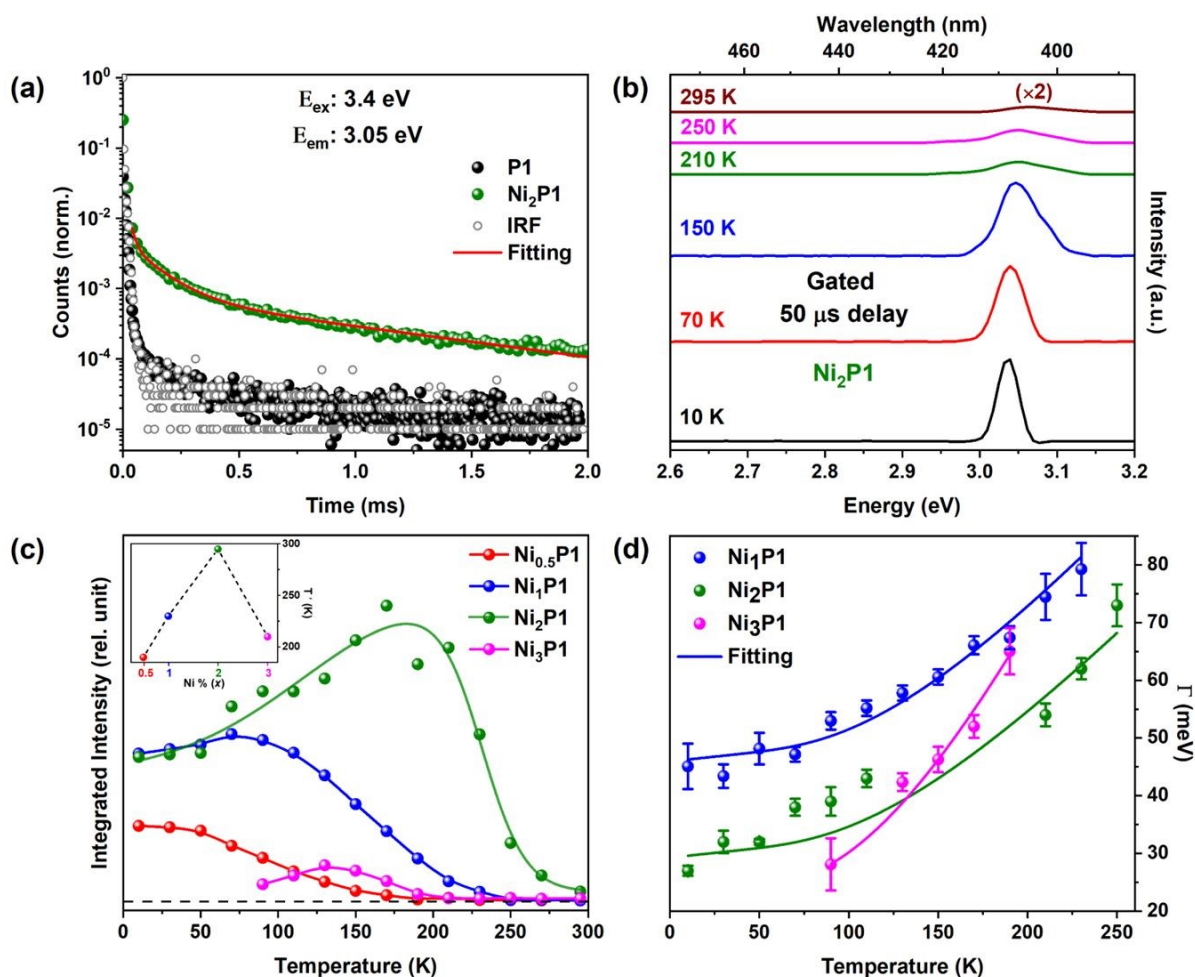 (a)
E_ex: 3.4 eV
E_em: 3.05 eV
P1
Ni₂P1
IRF
Fitting
Counts (norm.)
10⁰
10⁻¹
10⁻²
10⁻³
10⁻⁴
10⁻⁵
0.0 0.5 1.0 1.5 2.0
Time (ms)
Wavelength (nm)
460 440 420 400
(b)
295 K
(×2)
250 K
210 K
150 K
Gated
50 μs delay
70 K
Ni₂P1
10 K
Intensity (a.u.)
2.6 2.7 2.8 2.9 3.0 3.1 3.2
Energy (eV)
(c)
Ni₀.₅P1
Ni₁P1
Ni₂P1
Ni₃P1
300
250
200
0.5 1 2 3
Ni % (x)
Integrated Intensity (rel. unit)
0 50 100 150 200 250 300
Temperature (K)
(d)
Ni₁P1
Ni₂P1
Ni₃P1
Fitting
80
70
60
50
40
30
20
Γ (meV)
0 50 100 150 200 250
Temperature (K)